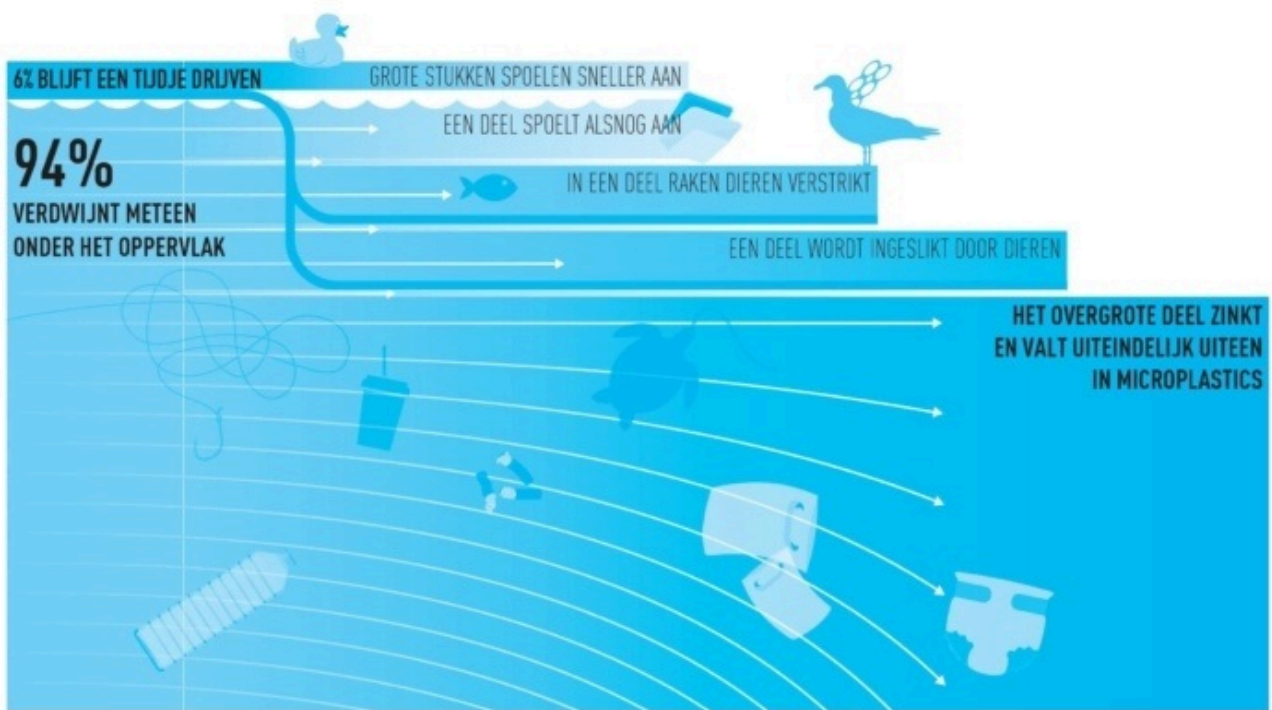 6% BLIJFT EEN TIJDJE DRIJVEN
GROTE STUKKEN SPOELEN SNELLER AAN
EEN DEEL SPOELT ALSNOG AAN
94%
VERDWIJNT METEEN
ONDER HET OPPERVLAK
IN EEN DEEL RAKEN DIEREN VERSTRIKT
EEN DEEL WORDT INGESLIKT DOOR DIEREN
HET OVERGROTE DEEL ZINKT
EN VALT UITEINDELIJK UITEEN
IN MICROPLASTICS